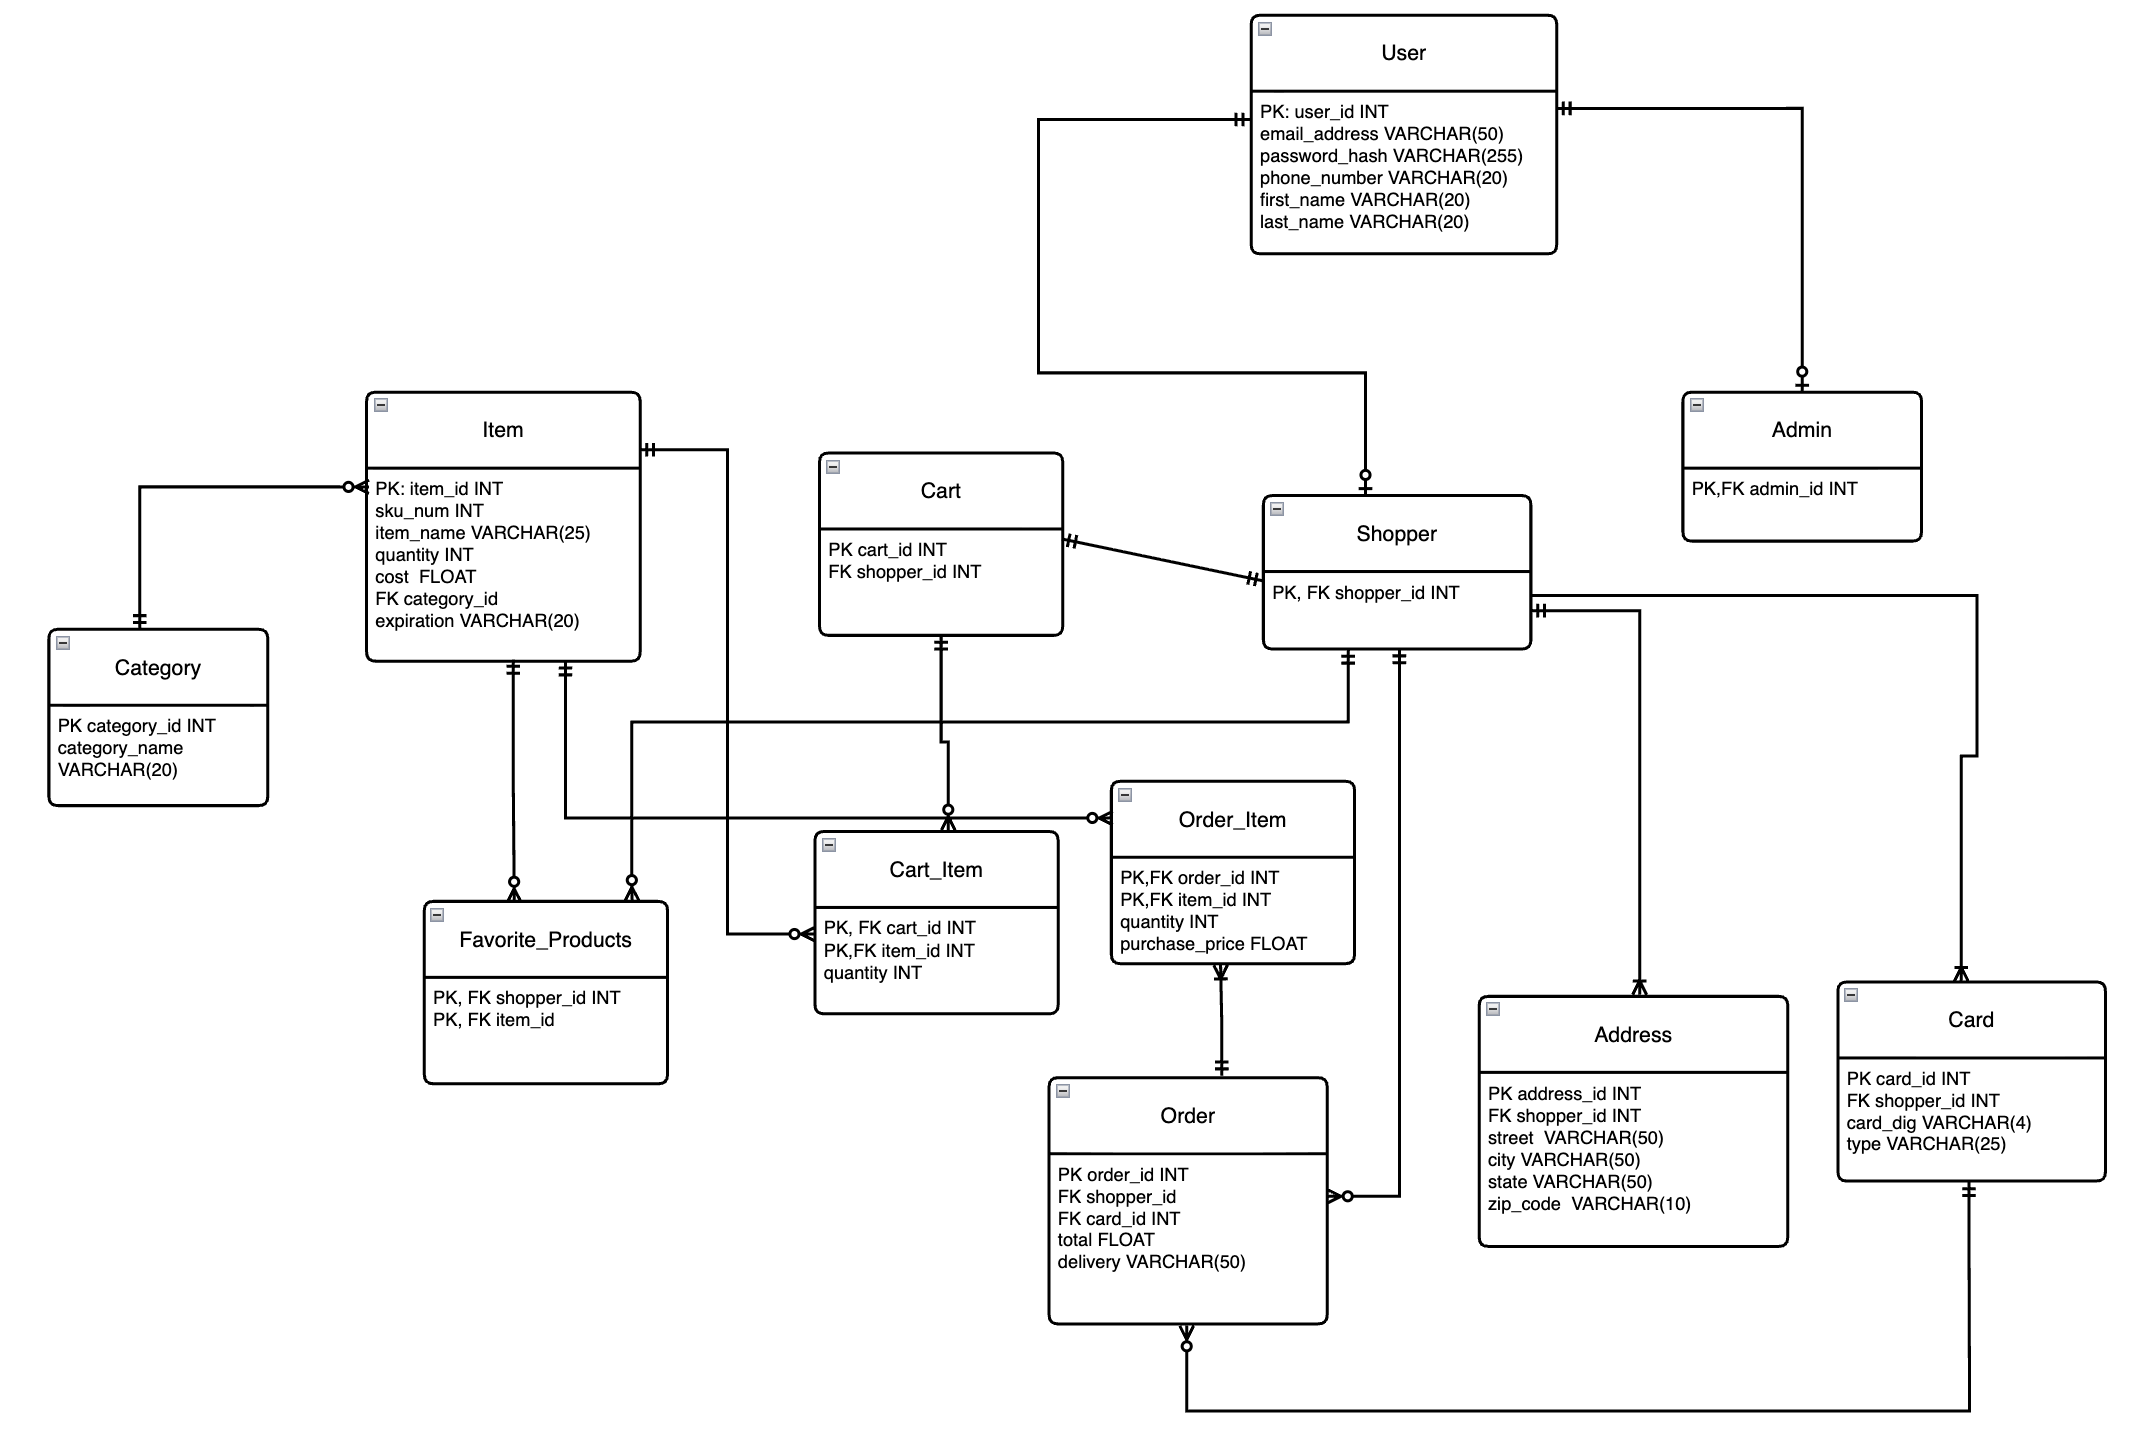 User
PK: user_id INT
email_address VARCHAR(50)
password_hash VARCHAR(255)
phone_number VARCHAR(20)
first_name VARCHAR(20)
last_name VARCHAR(20)
Item
PK: item_id INT
sku_num INT
item_name VARCHAR(25)
quantity INT
cost  FLOAT
FK category_id
expiration VARCHAR(20)
Cart
PK cart_id INT
FK shopper_id INT
Shopper
PK, FK shopper_id INT
Admin
PK,FK admin_id INT
Category
PK category_id INT
category_name
VARCHAR(20)
Favorite_Products
PK, FK shopper_id INT
PK, FK item_id
Cart_Item
PK, FK cart_id INT
PK,FK item_id INT
quantity INT
Order_Item
PK,FK order_id INT
PK,FK item_id INT
quantity INT
purchase_price FLOAT
Order
PK order_id INT
FK shopper_id
FK card_id INT
total FLOAT
delivery VARCHAR(50)
Address
PK address_id INT
FK shopper_id INT
street  VARCHAR(50)
city VARCHAR(50)
state VARCHAR(50)
zip_code  VARCHAR(10)
Card
PK card_id INT
FK shopper_id INT
card_dig VARCHAR(4)
type VARCHAR(25)